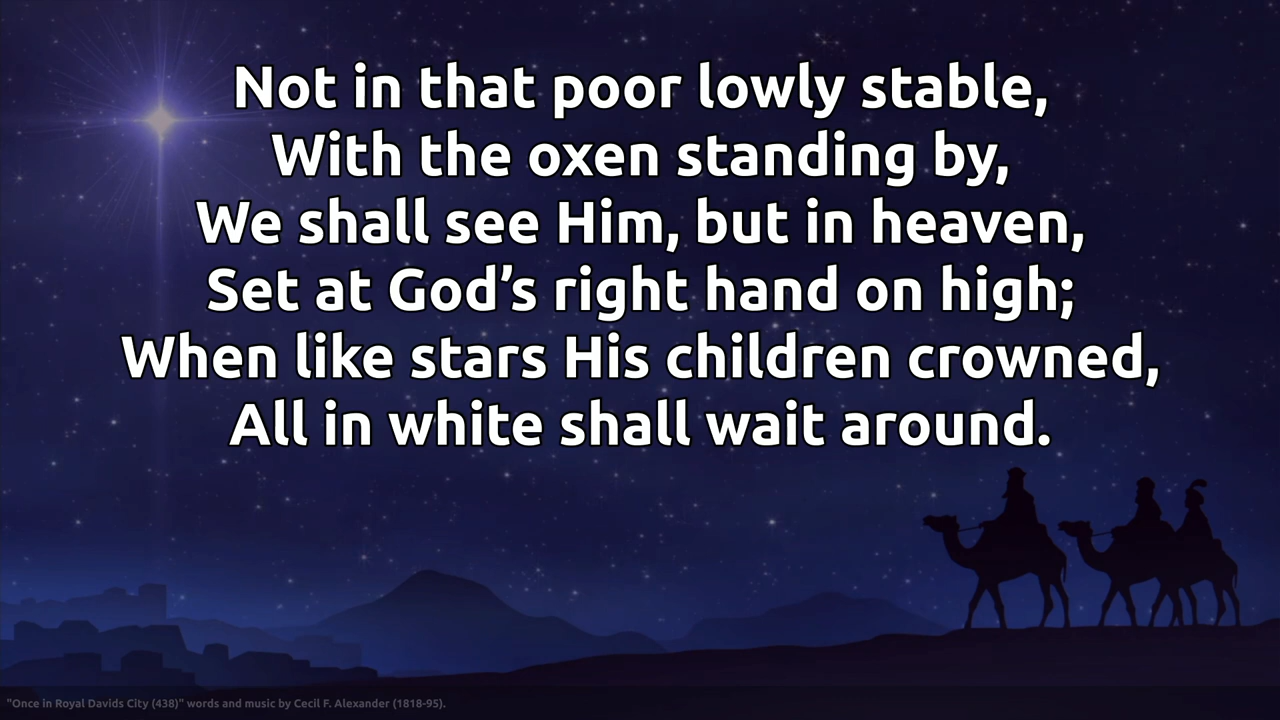 Not in that poor lowly stable,
With the oxen standing by,
We shall see Him, but in heaven,
Set at God’s right hand on high;
When like stars His children crowned,
All in white shall wait around.
"Once in Royal Davids City (438)" words and music by Cecil F. Alexander (1818-95).